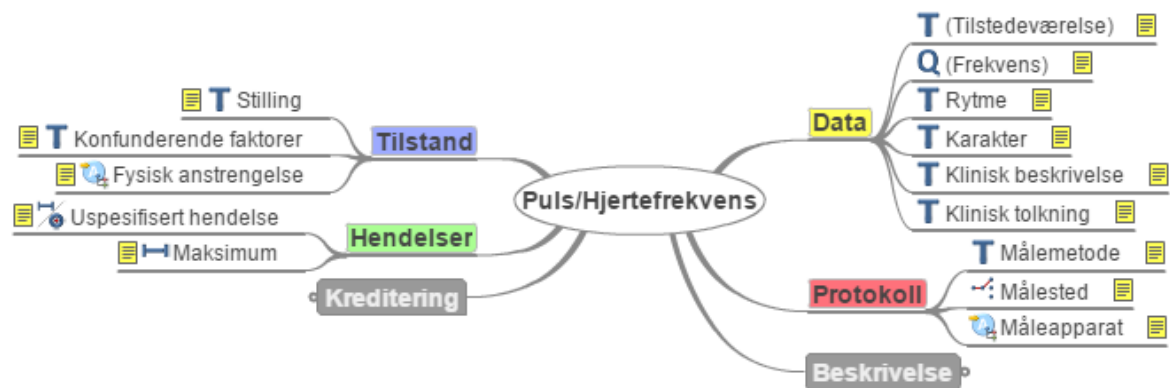 Puls/Hjertefrekvens
Tilstand
Stilling
Konfunderende faktorer
Fysisk anstrengelse
Hendelser
Uspesifisert hendelse
Maksimum
Kreditering
Data
T (Tilstedeværelse)
Q (Frekvens)
T Rytme
T Karakter
T Klinisk beskrivelse
T Klinisk tolkning
Protokoll
T Målemetode
Målested
Måleapparat
Beskrivelse